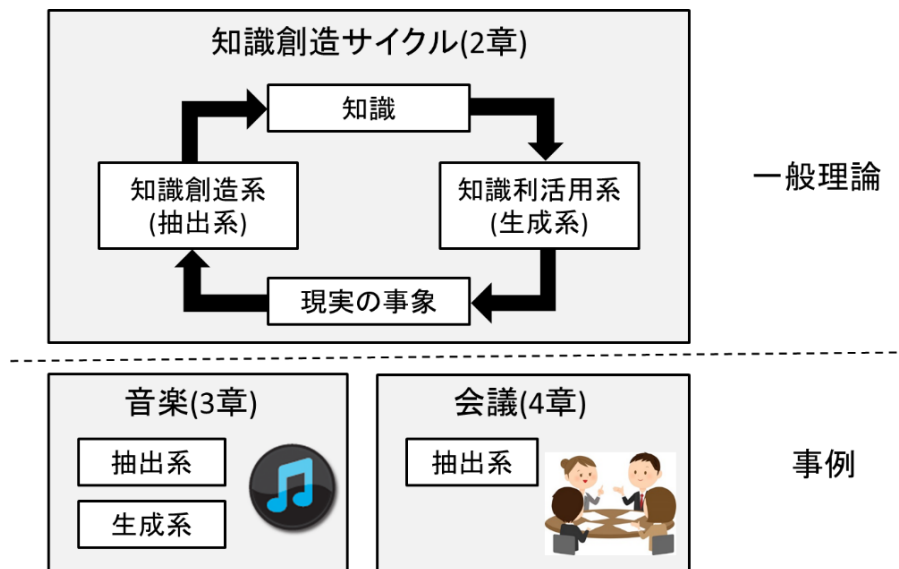 知識創造サイクル(2章)
知識
知識創造系
(抽出系)
知識利活用系
(生成系)
現実の事象
一般理論
音楽(3章)
抽出系
生成系
会議(4章)
抽出系
事例